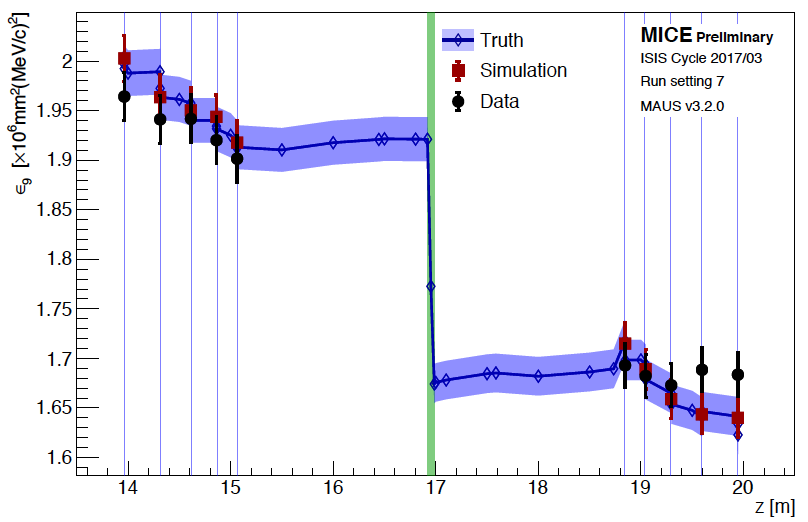 MICE Preliminary
ISIS Cycle 2017/03
Run setting 7
MAUS v3.2.0
Truth
Simulation
Data
ϵ₉ [×10⁶mm²(MeV/c)²]
2
1.95
1.9
1.85
1.8
1.75
1.7
1.65
1.6
14 15 16 17 18 19 20
z [m]